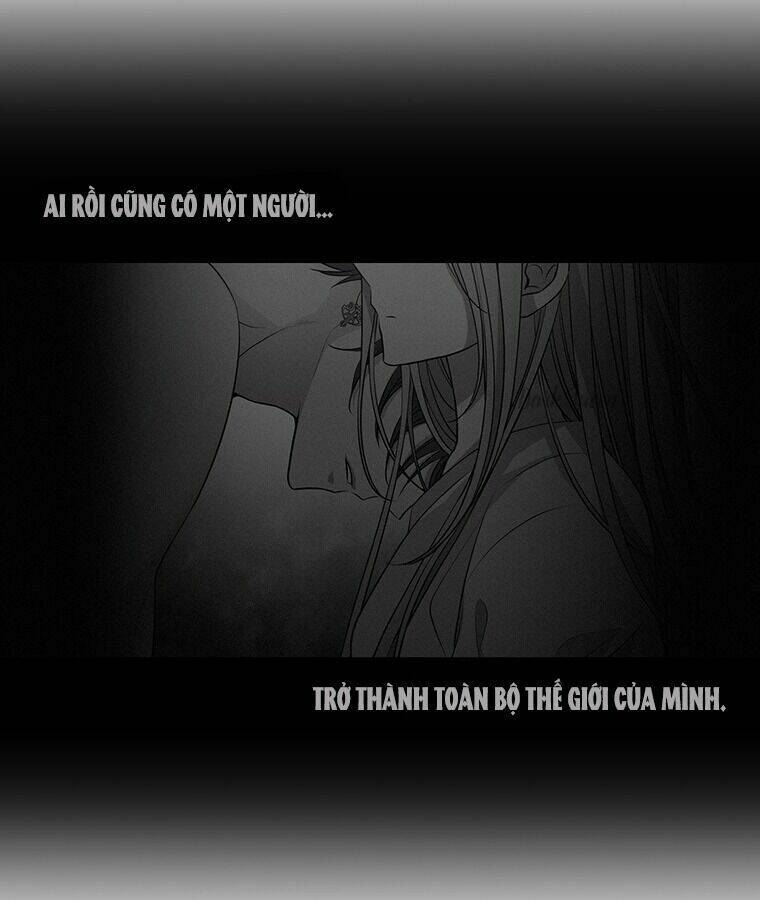 AI RỒI CŨNG CÓ MỘT NGƯỜI...
TRỞ THÀNH TOÀN BỘ THẾ GIỚI CỦA MÌNH.